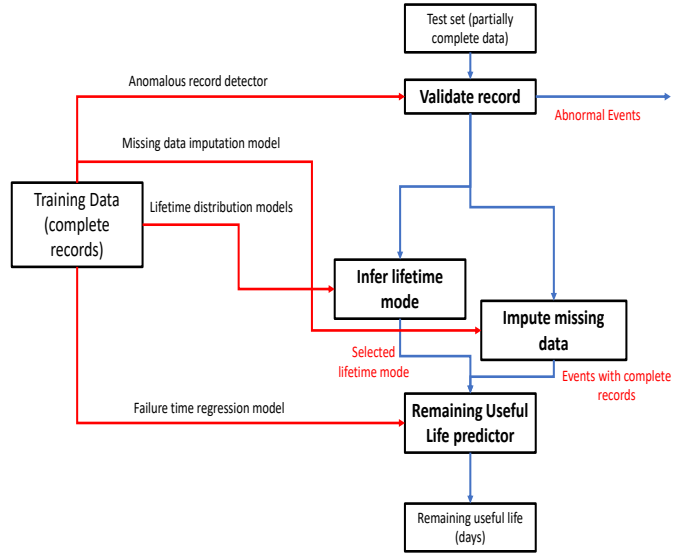 Test set (partially
complete data)
Anomalous record detector
Validate record
Abnormal Events
Missing data imputation model
Training Data
(complete
records)
Lifetime distribution models
Infer lifetime
mode
Impute missing
data
Selected
lifetime mode
Events with complete
records
Failure time regression model
Remaining Useful
Life predictor
Remaining useful life
(days)